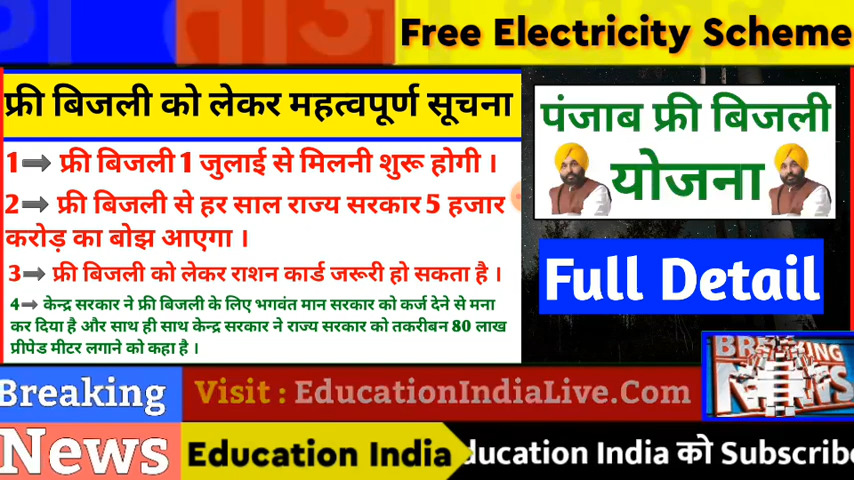 ताजा खबर
Free Electricity Scheme
फ्री बिजली को लेकर महत्वपूर्ण सूचना
1➡ फ्री बिजली 1 जुलाई से मिलनी शुरू होगी ।
2➡ फ्री बिजली से हर साल राज्य सरकार 5 हजार
करोड़ का बोझ आएगा ।
3➡ फ्री बिजली को लेकर राशन कार्ड जरूरी हो सकता है ।
4➡ केन्द्र सरकार ने फ्री बिजली के लिए भगवंत मान सरकार को कर्ज देने से मना
कर दिया है और साथ ही साथ केन्द्र सरकार ने राज्य सरकार को तकरीबन 80 लाख
प्रीपेड मीटर लगाने को कहा है ।
पंजाब फ्री बिजली
योजना
Full Detail
BREAKING
NEWS
Breaking
News
Visit : EducationIndiaLive.Com
Education India
ducation India को Subscribe